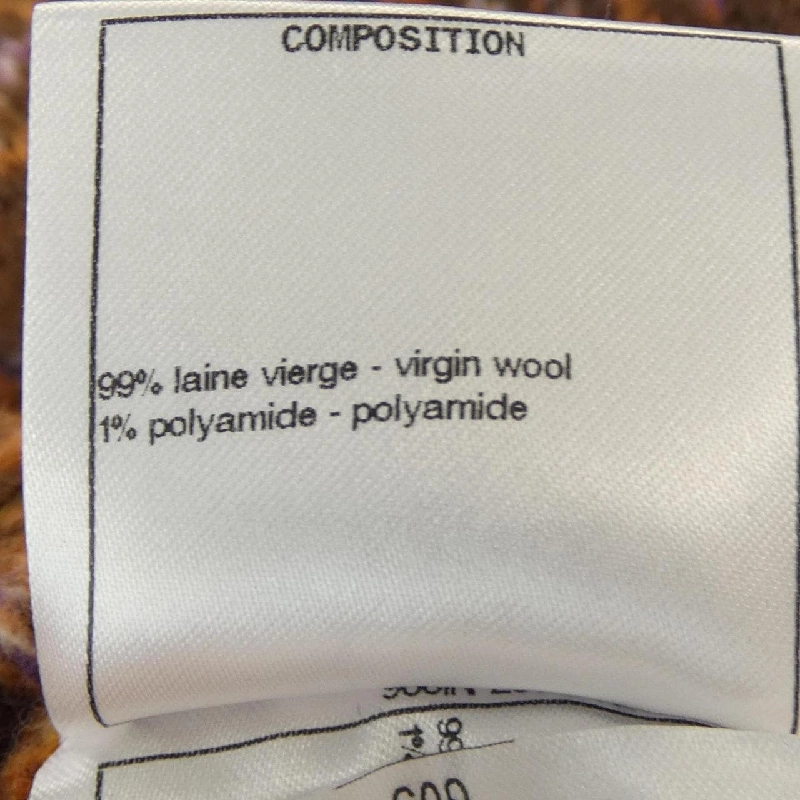 COMPOSITION
99% laine vierge - virgin wool
1% polyamide - polyamide